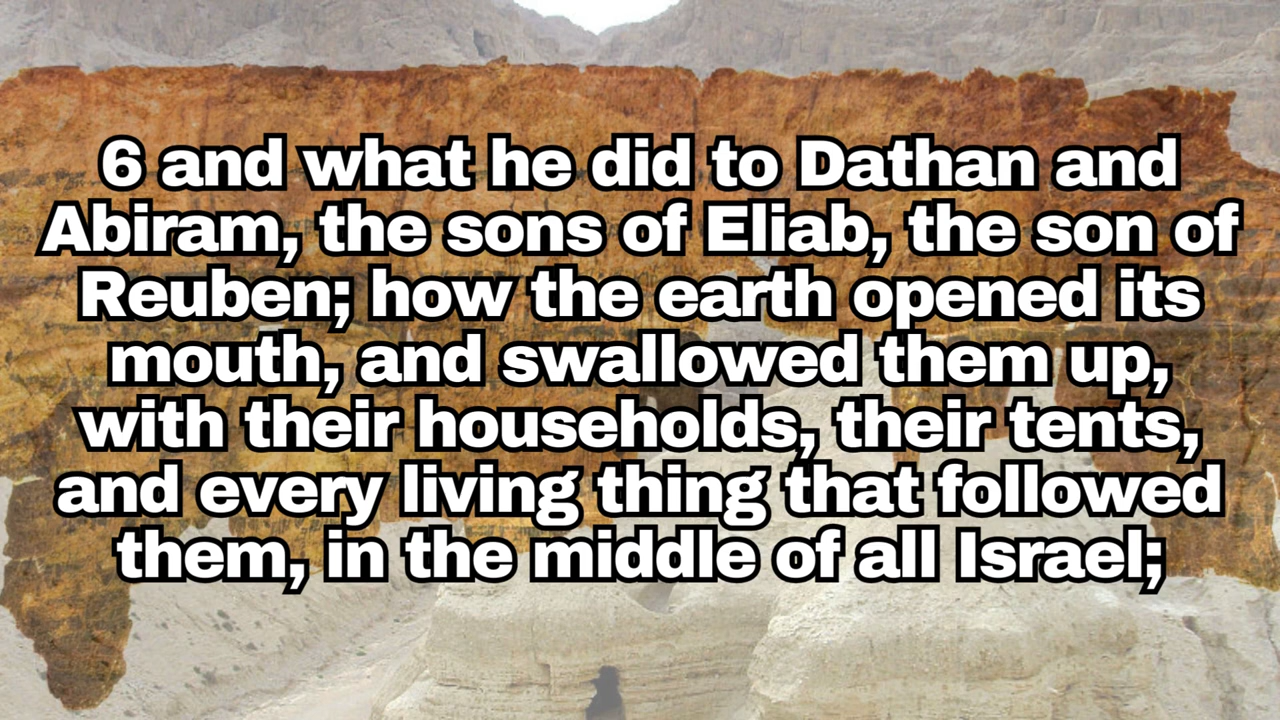 6 and what he did to Dathan and
Abiram, the sons of Eliab, the son of
Reuben; how the earth opened its
mouth, and swallowed them up,
with their households, their tents,
and every living thing that followed
them, in the middle of all Israel;